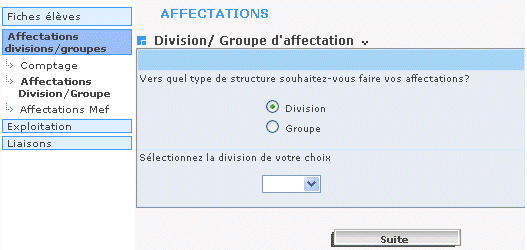 Fiches élèves
Affectations
divisions/groupes
Comptage
Affectations
Division/Groupe
Affectations Mef
Exploitation
Liaisons
AFFECTATIONS
Division/ Groupe d'affectation
Vers quel type de structure souhaitez-vous faire vos affectations?
Division
Groupe
Sélectionnez la division de votre choix
Suite